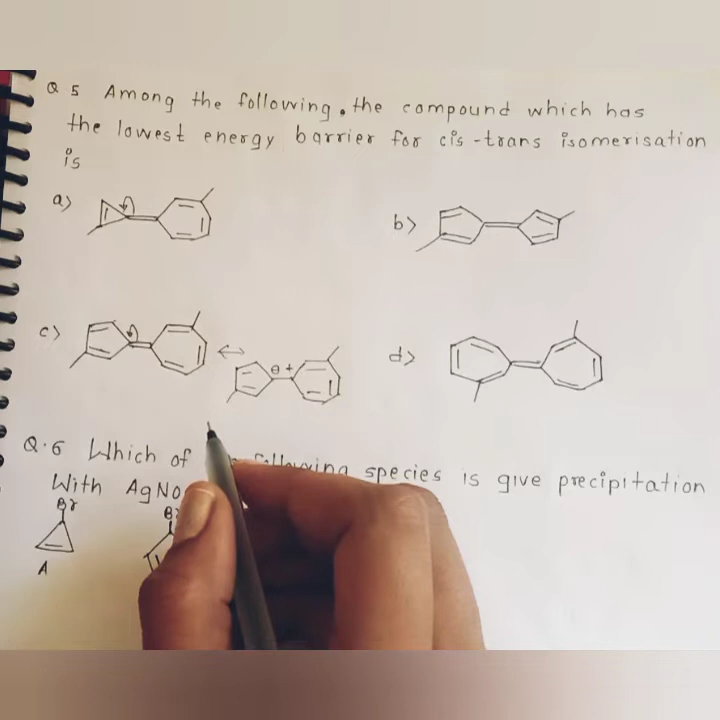 Q 5 Among the following, the compound which has
the lowest energy barrier for cis-trans isomerisation
is
a>
b>
c>
⊖ +
d>
Q.6 Which of following species is give precipitation
With AgNO
Br
Br
A